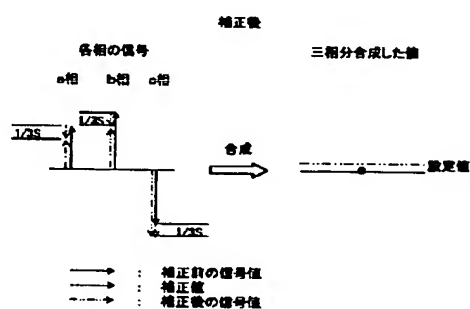 補正後
各相の信号
三相分合成した値
a相 b相 c相
1/3S
1/3S
合成
設定値
1/3S
: 補正前の信号値
: 補正値
: 補正後の信号値